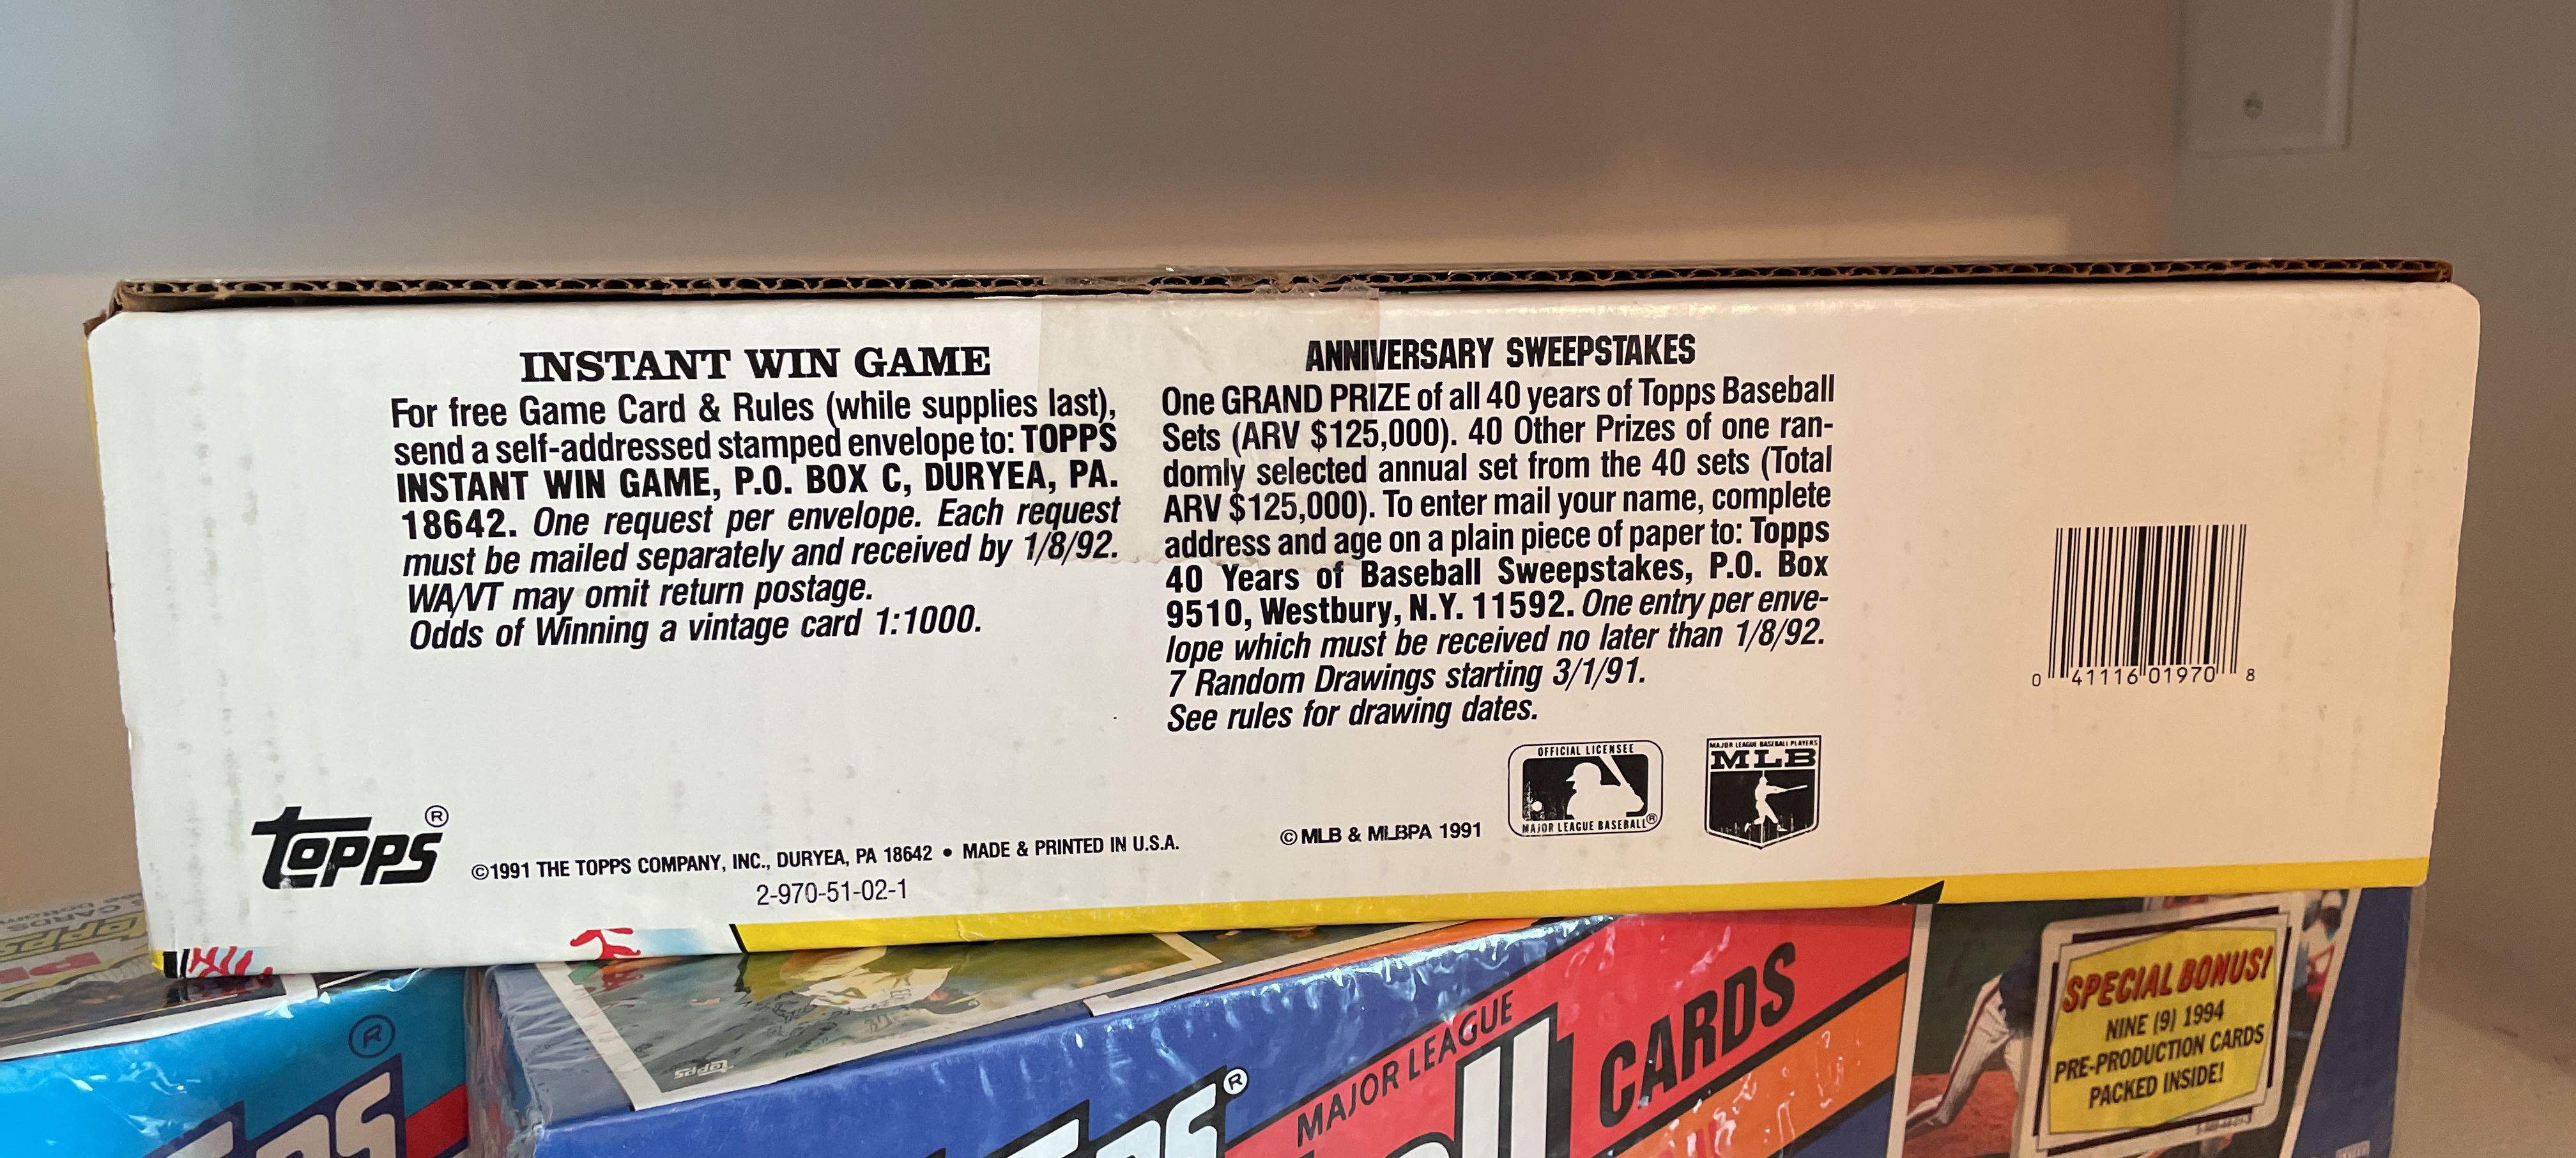 INSTANT WIN GAME
For free Game Card & Rules (while supplies last),
send a self-addressed stamped envelope to: TOPPS
INSTANT WIN GAME, P.O. BOX C, DURYEA, PA.
18642. One request per envelope. Each request
must be mailed separately and received by 1/8/92.
WA/VT may omit return postage.
Odds of Winning a vintage card 1:1000.
ANNIVERSARY SWEEPSTAKES
One GRAND PRIZE of all 40 years of Topps Baseball
Sets (ARV $125,000). 40 Other Prizes of one ran-
domly selected annual set from the 40 sets (Total
ARV $125,000). To enter mail your name, complete
address and age on a plain piece of paper to: Topps
40 Years of Baseball Sweepstakes, P.O. Box
9510, Westbury, N.Y. 11592. One entry per enve-
lope which must be received no later than 1/8/92.
7 Random Drawings starting 3/1/91.
See rules for drawing dates.
0 41116 01970 8
OFFICIAL LICENSEE
MAJOR LEAGUE BASEBALL®
MAJOR LEAGUE BASEBALL PLAYERS
MLB
Topps®
©1991 THE TOPPS COMPANY, INC., DURYEA, PA 18642 • MADE & PRINTED IN U.S.A.
© MLB & MLBPA 1991
2-970-51-02-1
CARDS
Topps
®
Topps
®
MAJOR LEAGUE
CARDS
SPECIAL BONUS!
NINE (9) 1994
PRE-PRODUCTION CARDS
PACKED INSIDE!